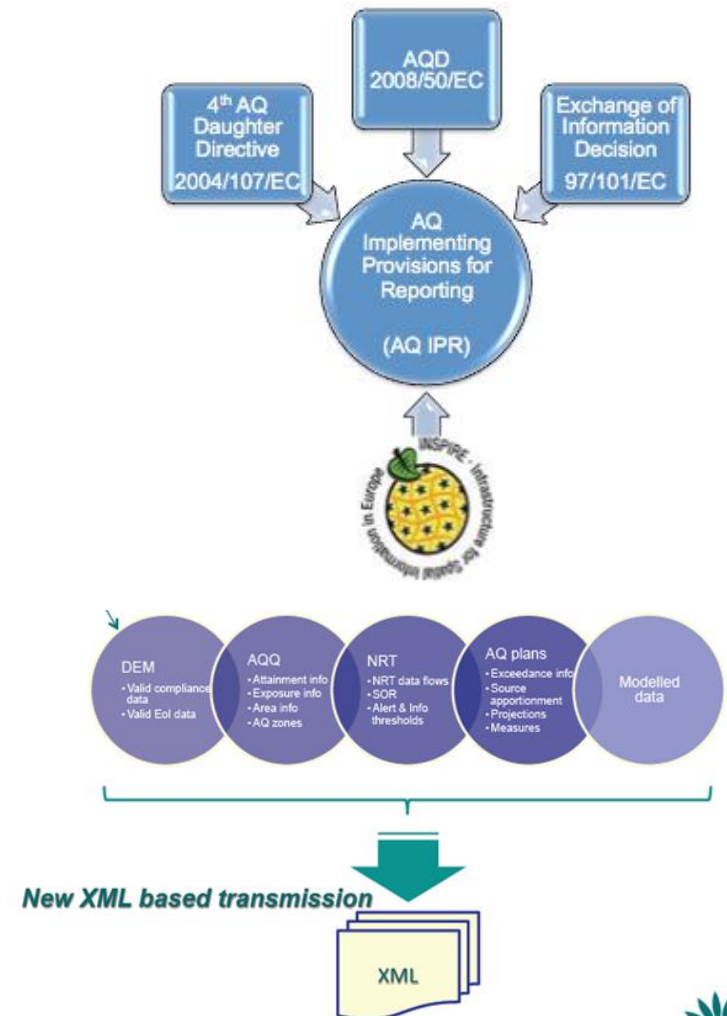 AQD
2008/50/EC
4th AQ
Daughter
Directive
2004/107/EC
Exchange of
Information
Decision
97/101/EC
AQ
Implementing
Provisions for
Reporting
(AQ IPR)
INSPIRE - Infrastructure for Spatial Information in Europe
DEM
• Valid compliance
data
• Valid EoI data
AQQ
• Attainment info
• Exposure info
• Area info
• AQ zones
NRT
• NRT data flows
• SOR
• Alert & Info
thresholds
AQ plans
• Exceedance info
• Source
apportionment
• Projections
• Measures
Modelled
data
New XML based transmission
XML